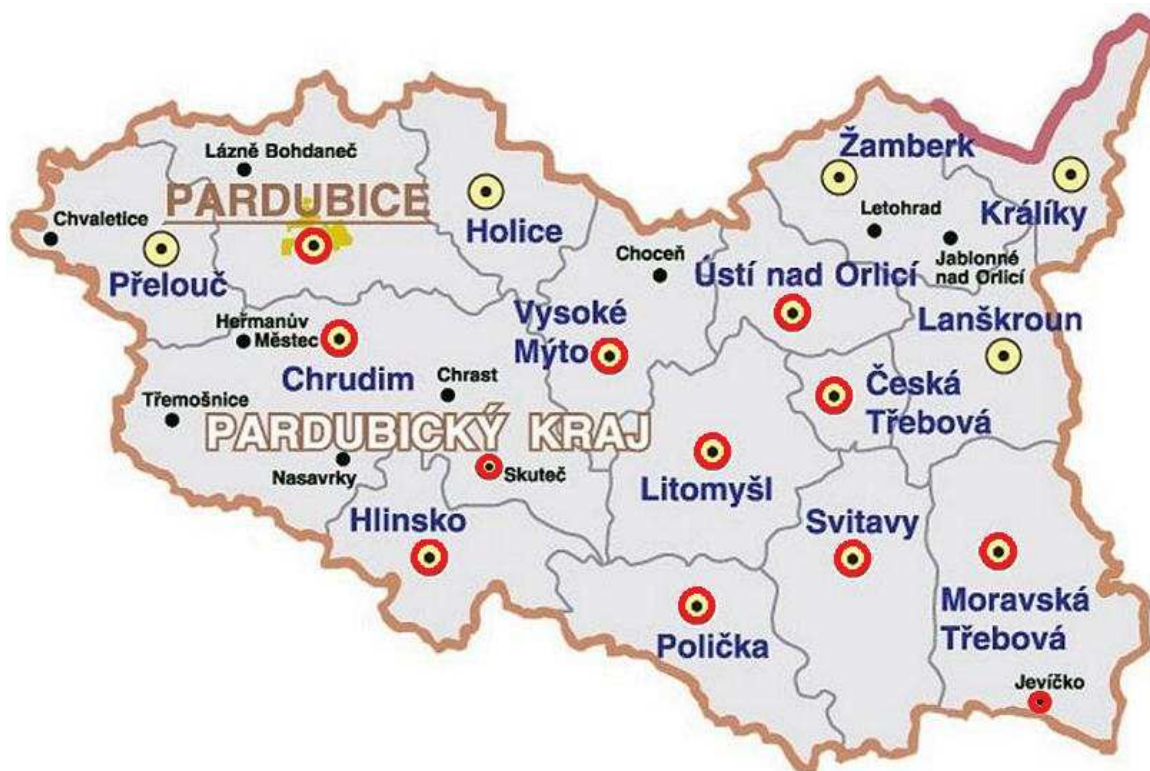 Žamberk
Lázně Bohdaneč
PARDUBICE
Holice
Králíky
Letohrad
Chvaletice
Přelouč
Choceň
Ústí nad Orlicí
Jablonné
nad Orlicí
Heřmanův
Městec
Vysoké
Mýto
Lanškroun
Chrudim
Chrast
Česká
Třebová
Třemošnice
PARDUBICKÝ KRAJ
Nasavrky
Skuteč
Litomyšl
Hlinsko
Svitavy
Moravská
Třebová
Polička
Jevíčko